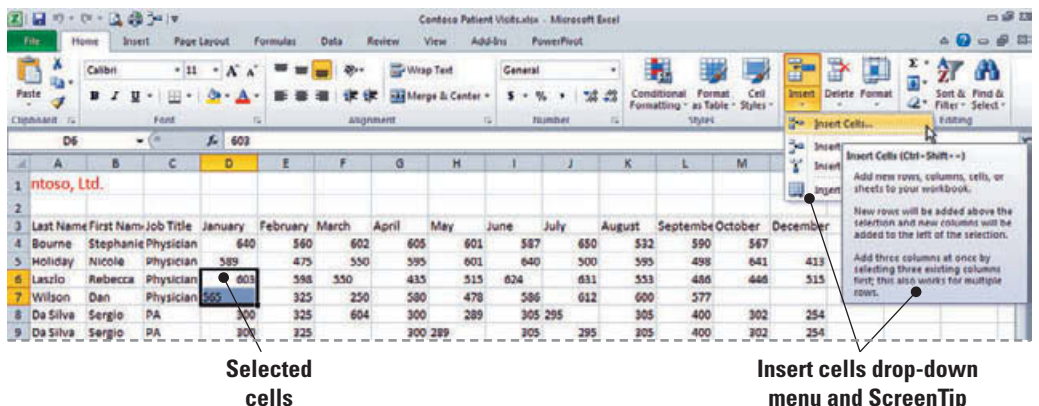 Contoso Patient Visits.xlsx - Microsoft Excel
File Home Insert Page Layout Formulas Data Review View Add-Ins PowerPivot
Calibri 11 A A Wrap Text General Σ
Paste B I U A Merge & Center $ % , Conditional Formatting as Table Cell Styles Insert Delete Format Sort & Filter Find & Select
Clipboard Font Alignment Number Styles Editing
Insert Cells...
D6 fx 603
Insert
Insert
Insert
Insert Cells (Ctrl+Shift+=)
Add new rows, columns, cells, or
sheets to your workbook.
New rows will be added above the
selection and new columns will be
added to the left of the selection.
Add three columns at once by
selecting three existing columns
first; this also works for multiple
rows.
A B C D E F G H I J K L M
1 ntoso, Ltd.
2
3 Last Name First Nam Job Title January February March April May June July August Septembe October December
4 Bourne Stephanie Physician 640 560 602 605 601 587 650 532 590 567
5 Holiday Nicole Physician 589 475 550 595 601 640 500 595 498 641 413
6 Laszlo Rebecca Physician 603 598 550 435 515 624 631 553 486 446 515
7 Wilson Dan Physician 565 325 250 580 478 586 612 600 577
8 Da Silva Sergio PA 300 325 604 300 289 305 295 305 400 302 254
9 Da Silva Sergio PA 300 325 300 289 305 295 305 400 302 254
Selected
cells
Insert cells drop-down
menu and ScreenTip